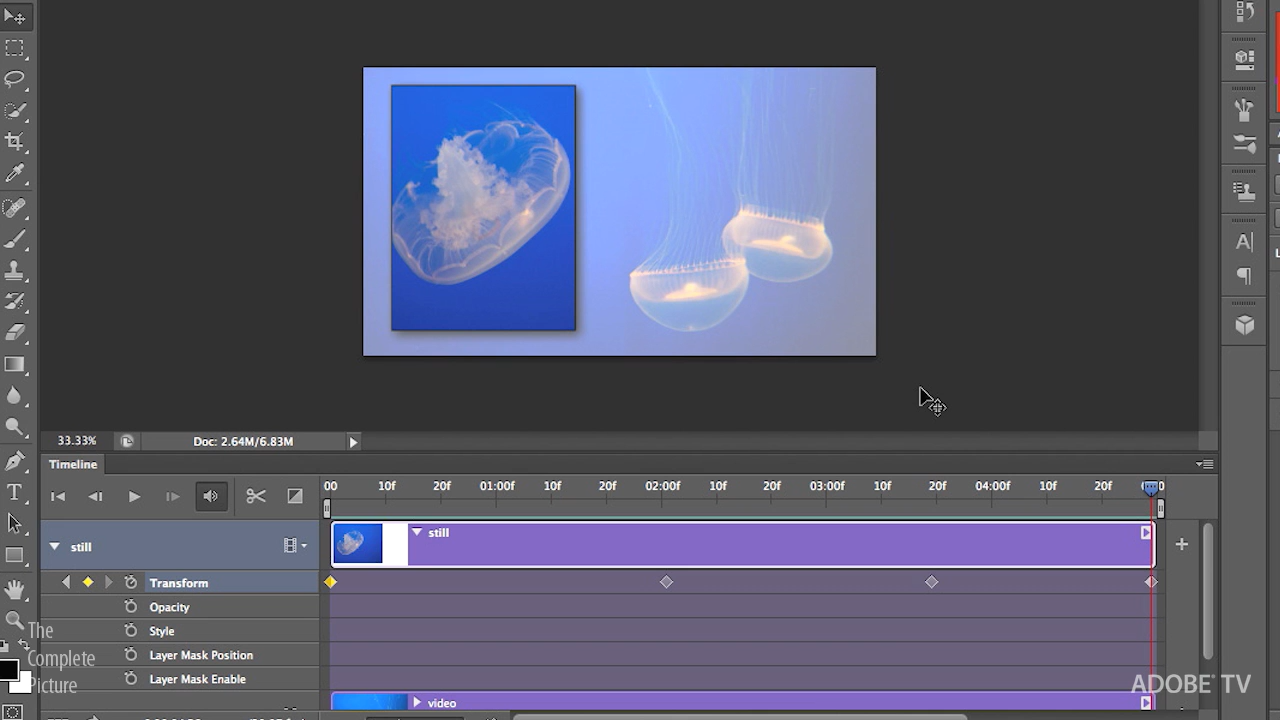 33.33%
Doc: 2.64M/6.83M
Timeline
00 10f 20f 01:00f 10f 20f 02:00f 10f 20f 03:00f 10f 20f 04:00f 10f 20f
still
still
Transform
Opacity
Style
Layer Mask Position
Layer Mask Enable
video
The
Complete
Picture
ADOBE TV